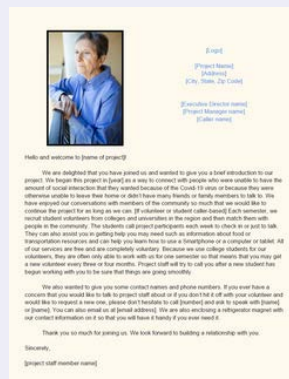 [Logo]
[Project Name]
[Address]
[City, State, Zip Code]
[Executive Director name]
[Project Manager name]
[Caller name]
Hello and welcome to [name of project]!
We are delighted that you have joined us and wanted to give you a brief introduction to our
project. We began this project in [year] as a way to connect with people who were unable to have the
amount of social interaction that they wanted because of the Covid-19 virus or because they were
otherwise unable to leave their home or didn't have many friends or family members to talk to. We
have enjoyed our conversations with members of the community so much that we would like to
continue the project for as long as we can. [If volunteer or student caller-based:] Each semester, we
recruit student volunteers from colleges and universities in the region and then match them with
people in the community. The students call project participants each week to check in or just to talk.
They can also assist you in getting help you may need such as information about food or
transportation resources and can help you learn how to use a Smartphone or a computer or tablet. All
of our services are free and are completely voluntary. Because we use college students for our
volunteers, they are often only able to work with us for one semester so that means you may get
a new volunteer every three or four months. Project staff will try to call you after a new student has
begun working with you to be sure that things are going smoothly.
We also wanted to give you some contact names and phone numbers. If you ever have a
concern that you would like to talk to project staff about or if you don't hit it off with your volunteer and
would like to request a new one, please don't hesitate to call [number] and ask to speak with [name]
or [name]. You can also email us at [email address]. We are also enclosing a refrigerator magnet with
our contact information on it so that you will have it handy if you ever need it.
Thank you so much for joining us. We look forward to building a relationship with you.
Sincerely,
[project staff member name]